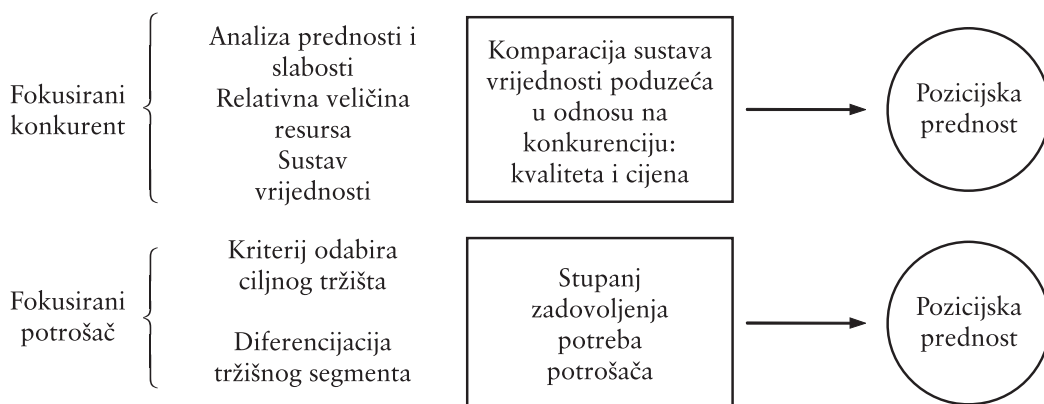 Fokusirani
konkurent
Analiza prednosti i
slabosti
Relativna veličina
resursa
Sustav
vrijednosti
Komparacija sustava
vrijednosti poduzeća
u odnosu na
konkurenciju:
kvaliteta i cijena
Pozicijska
prednost
Fokusirani
potrošač
Kriterij odabira
ciljnog tržišta
Diferencijacija
tržišnog segmenta
Stupanj
zadovoljenja
potreba
potrošača
Pozicijska
prednost